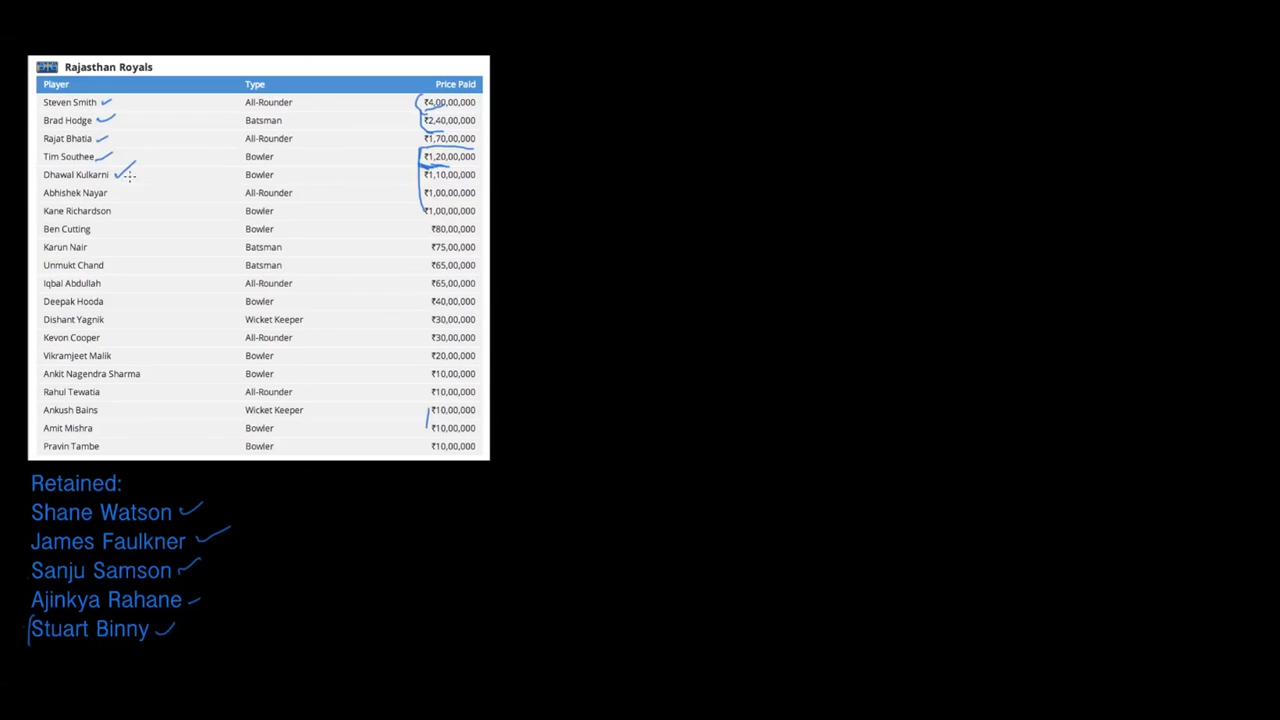 Rajasthan Royals
Player Type Price Paid
Steven Smith All-Rounder ₹4,00,00,000
Brad Hodge Batsman ₹2,40,00,000
Rajat Bhatia All-Rounder ₹1,70,00,000
Tim Southee Bowler ₹1,20,00,000
Dhawal Kulkarni Bowler ₹1,10,00,000
Abhishek Nayar All-Rounder ₹1,00,00,000
Kane Richardson Bowler ₹1,00,00,000
Ben Cutting Bowler ₹80,00,000
Karun Nair Batsman ₹75,00,000
Unmukt Chand Batsman ₹65,00,000
Iqbal Abdullah All-Rounder ₹65,00,000
Deepak Hooda Bowler ₹40,00,000
Dishant Yagnik Wicket Keeper ₹30,00,000
Kevon Cooper All-Rounder ₹30,00,000
Vikramjeet Malik Bowler ₹20,00,000
Ankit Nagendra Sharma Bowler ₹10,00,000
Rahul Tewatia All-Rounder ₹10,00,000
Ankush Bains Wicket Keeper ₹10,00,000
Amit Mishra Bowler ₹10,00,000
Pravin Tambe Bowler ₹10,00,000
Retained:
Shane Watson
James Faulkner
Sanju Samson
Ajinkya Rahane
Stuart Binny